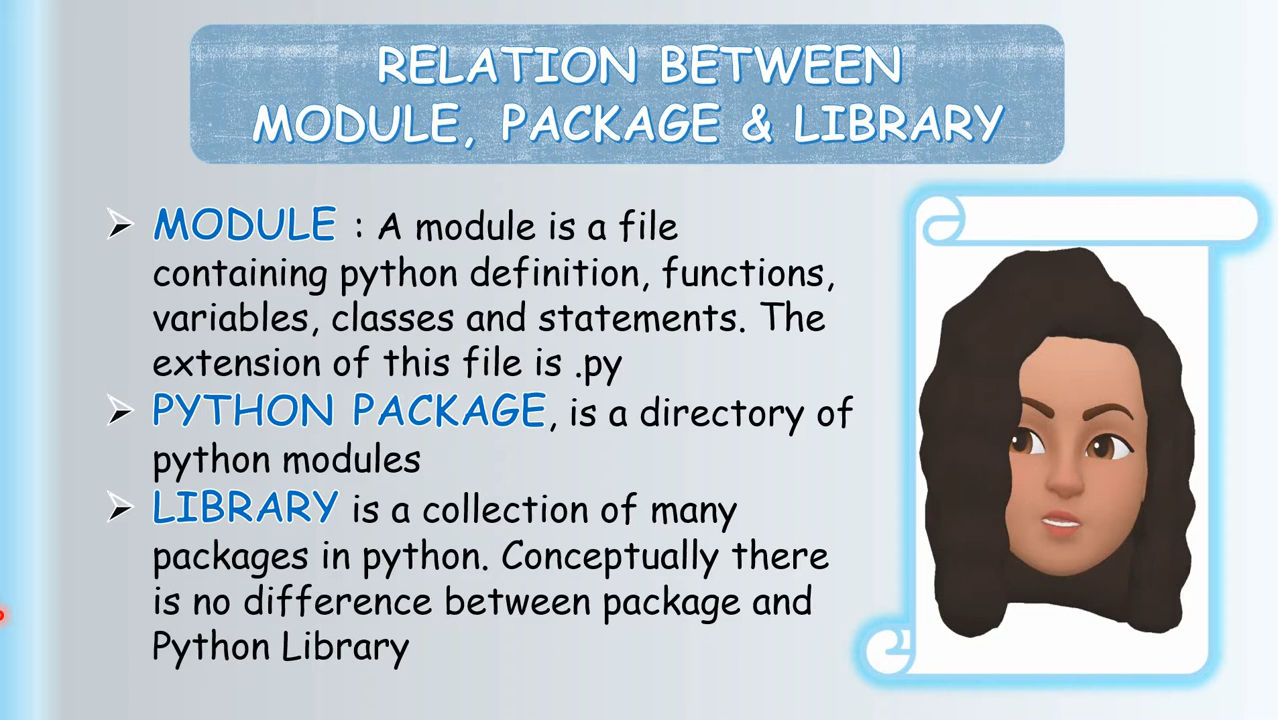 RELATION BETWEEN
MODULE, PACKAGE & LIBRARY
MODULE : A module is a file
containing python definition, functions,
variables, classes and statements. The
extension of this file is .py
PYTHON PACKAGE, is a directory of
python modules
LIBRARY is a collection of many
packages in python. Conceptually there
is no difference between package and
Python Library